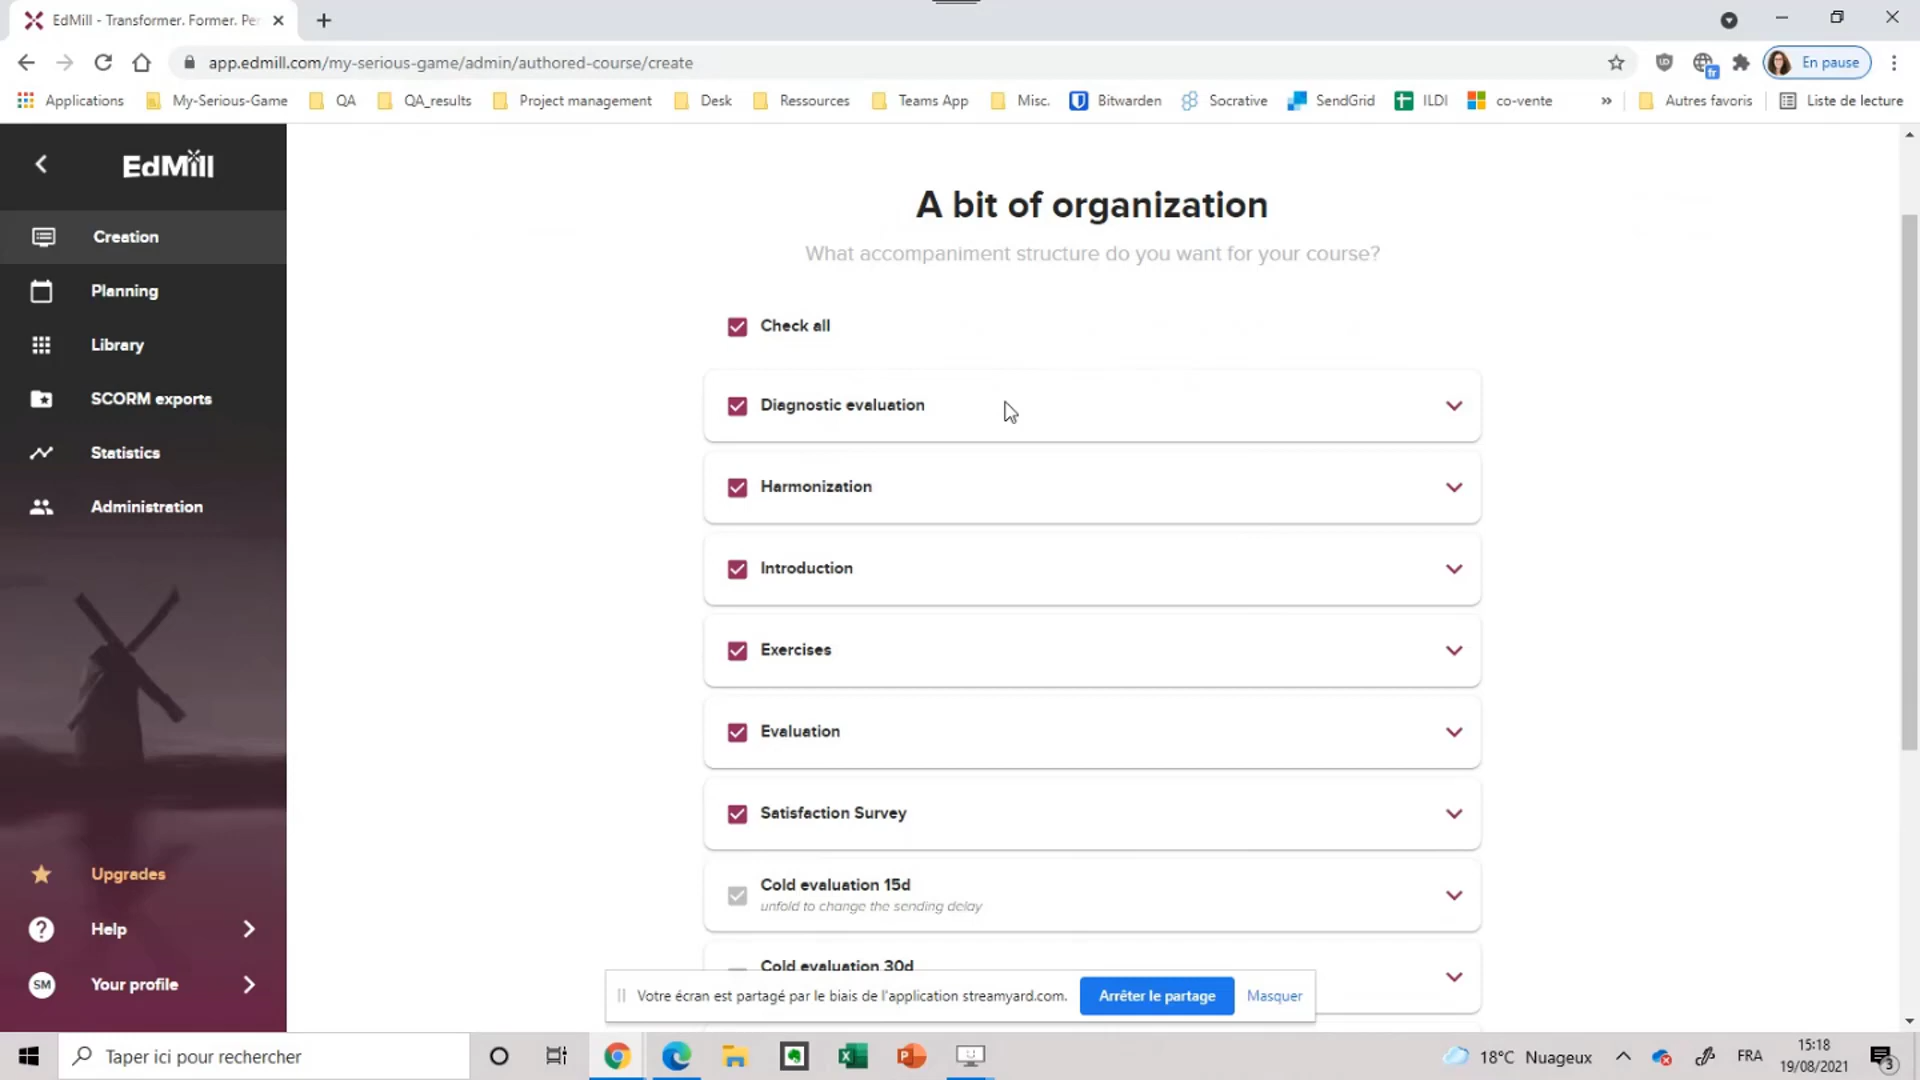 EdMill - Transformer. Former. Pe
app.edmill.com/my-serious-game/admin/authored-course/create
En pause
Applications
My-Serious-Game
QA
QA_results
Project management
Desk
Ressources
Teams App
Misc.
Bitwarden
Socrative
SendGrid
ILDI
co-vente
»
Autres favoris
Liste de lecture
EdMill
Creation
Planning
Library
SCORM exports
Statistics
Administration
Upgrades
Help
SM
Your profile
A bit of organization
What accompaniment structure do you want for your course?
Check all
Diagnostic evaluation
Harmonization
Introduction
Exercises
Evaluation
Satisfaction Survey
Cold evaluation 15d
unfold to change the sending delay
Cold evaluation 30d
Votre écran est partagé par le biais de l'application streamyard.com.
Arrêter le partage
Masquer
Taper ici pour rechercher
18°C Nuageux
FRA
15:18
19/08/2021
3